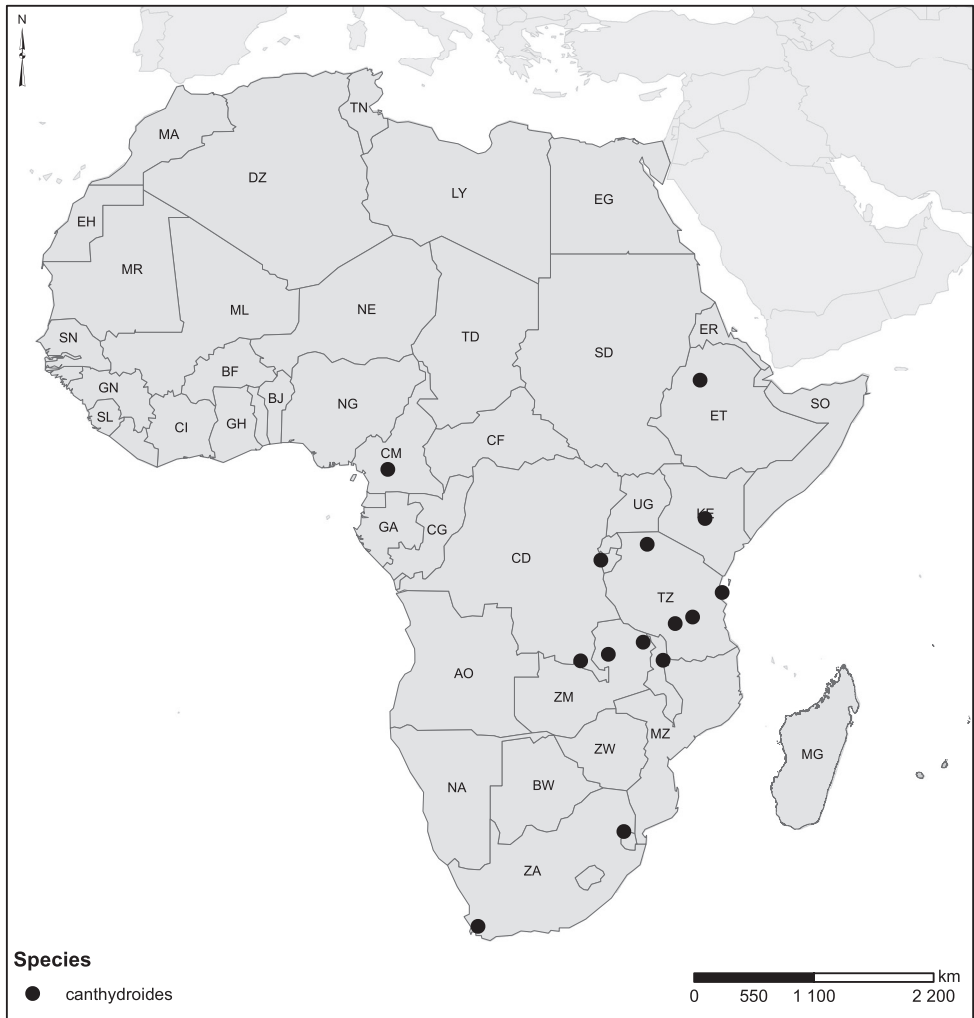 N
TN
MA
DZ
LY
EG
EH
MR
ML
NE
TD
SD
ER
SN
BF
GN
BJ
NG
SO
SL
CI
GH
ET
CM
CF
UG
KE
GA
CG
CD
TZ
AO
ZM
MZ
ZW
MG
NA
BW
ZA
Species
canthydroides
km
0 550 1 100 2 200